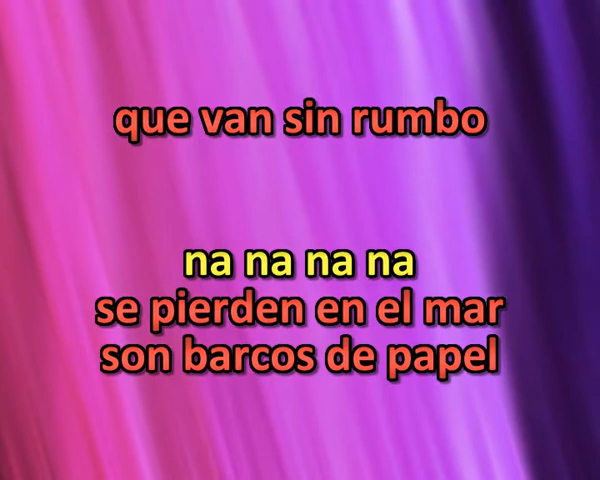 que van sin rumbo
na na na na
se pierden en el mar
son barcos de papel